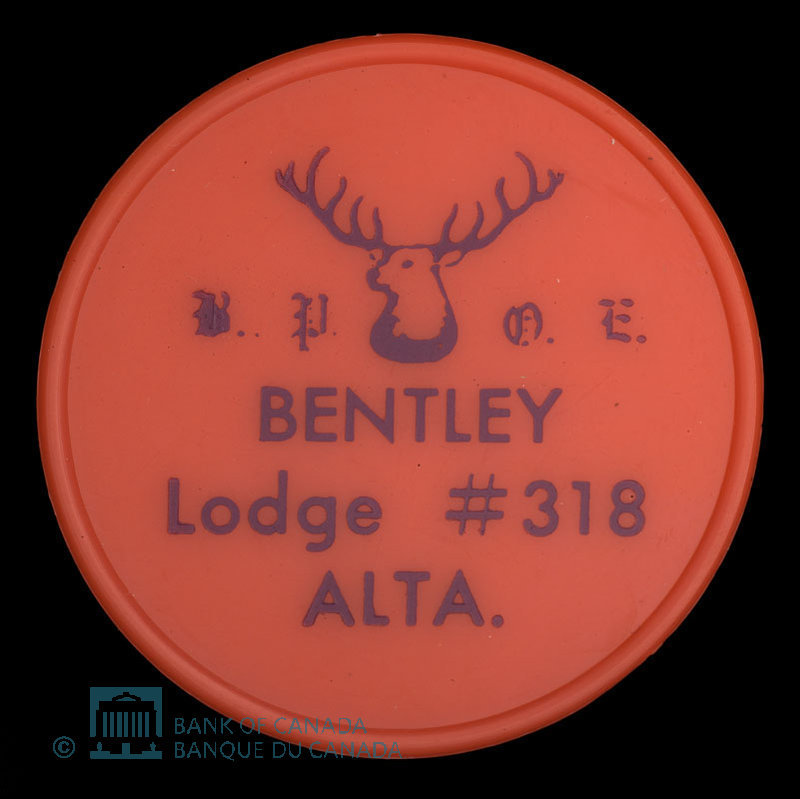 B. P. O. E.
BENTLEY
Lodge #318
ALTA.
© BANK OF CANADA
BANQUE DU CANADA